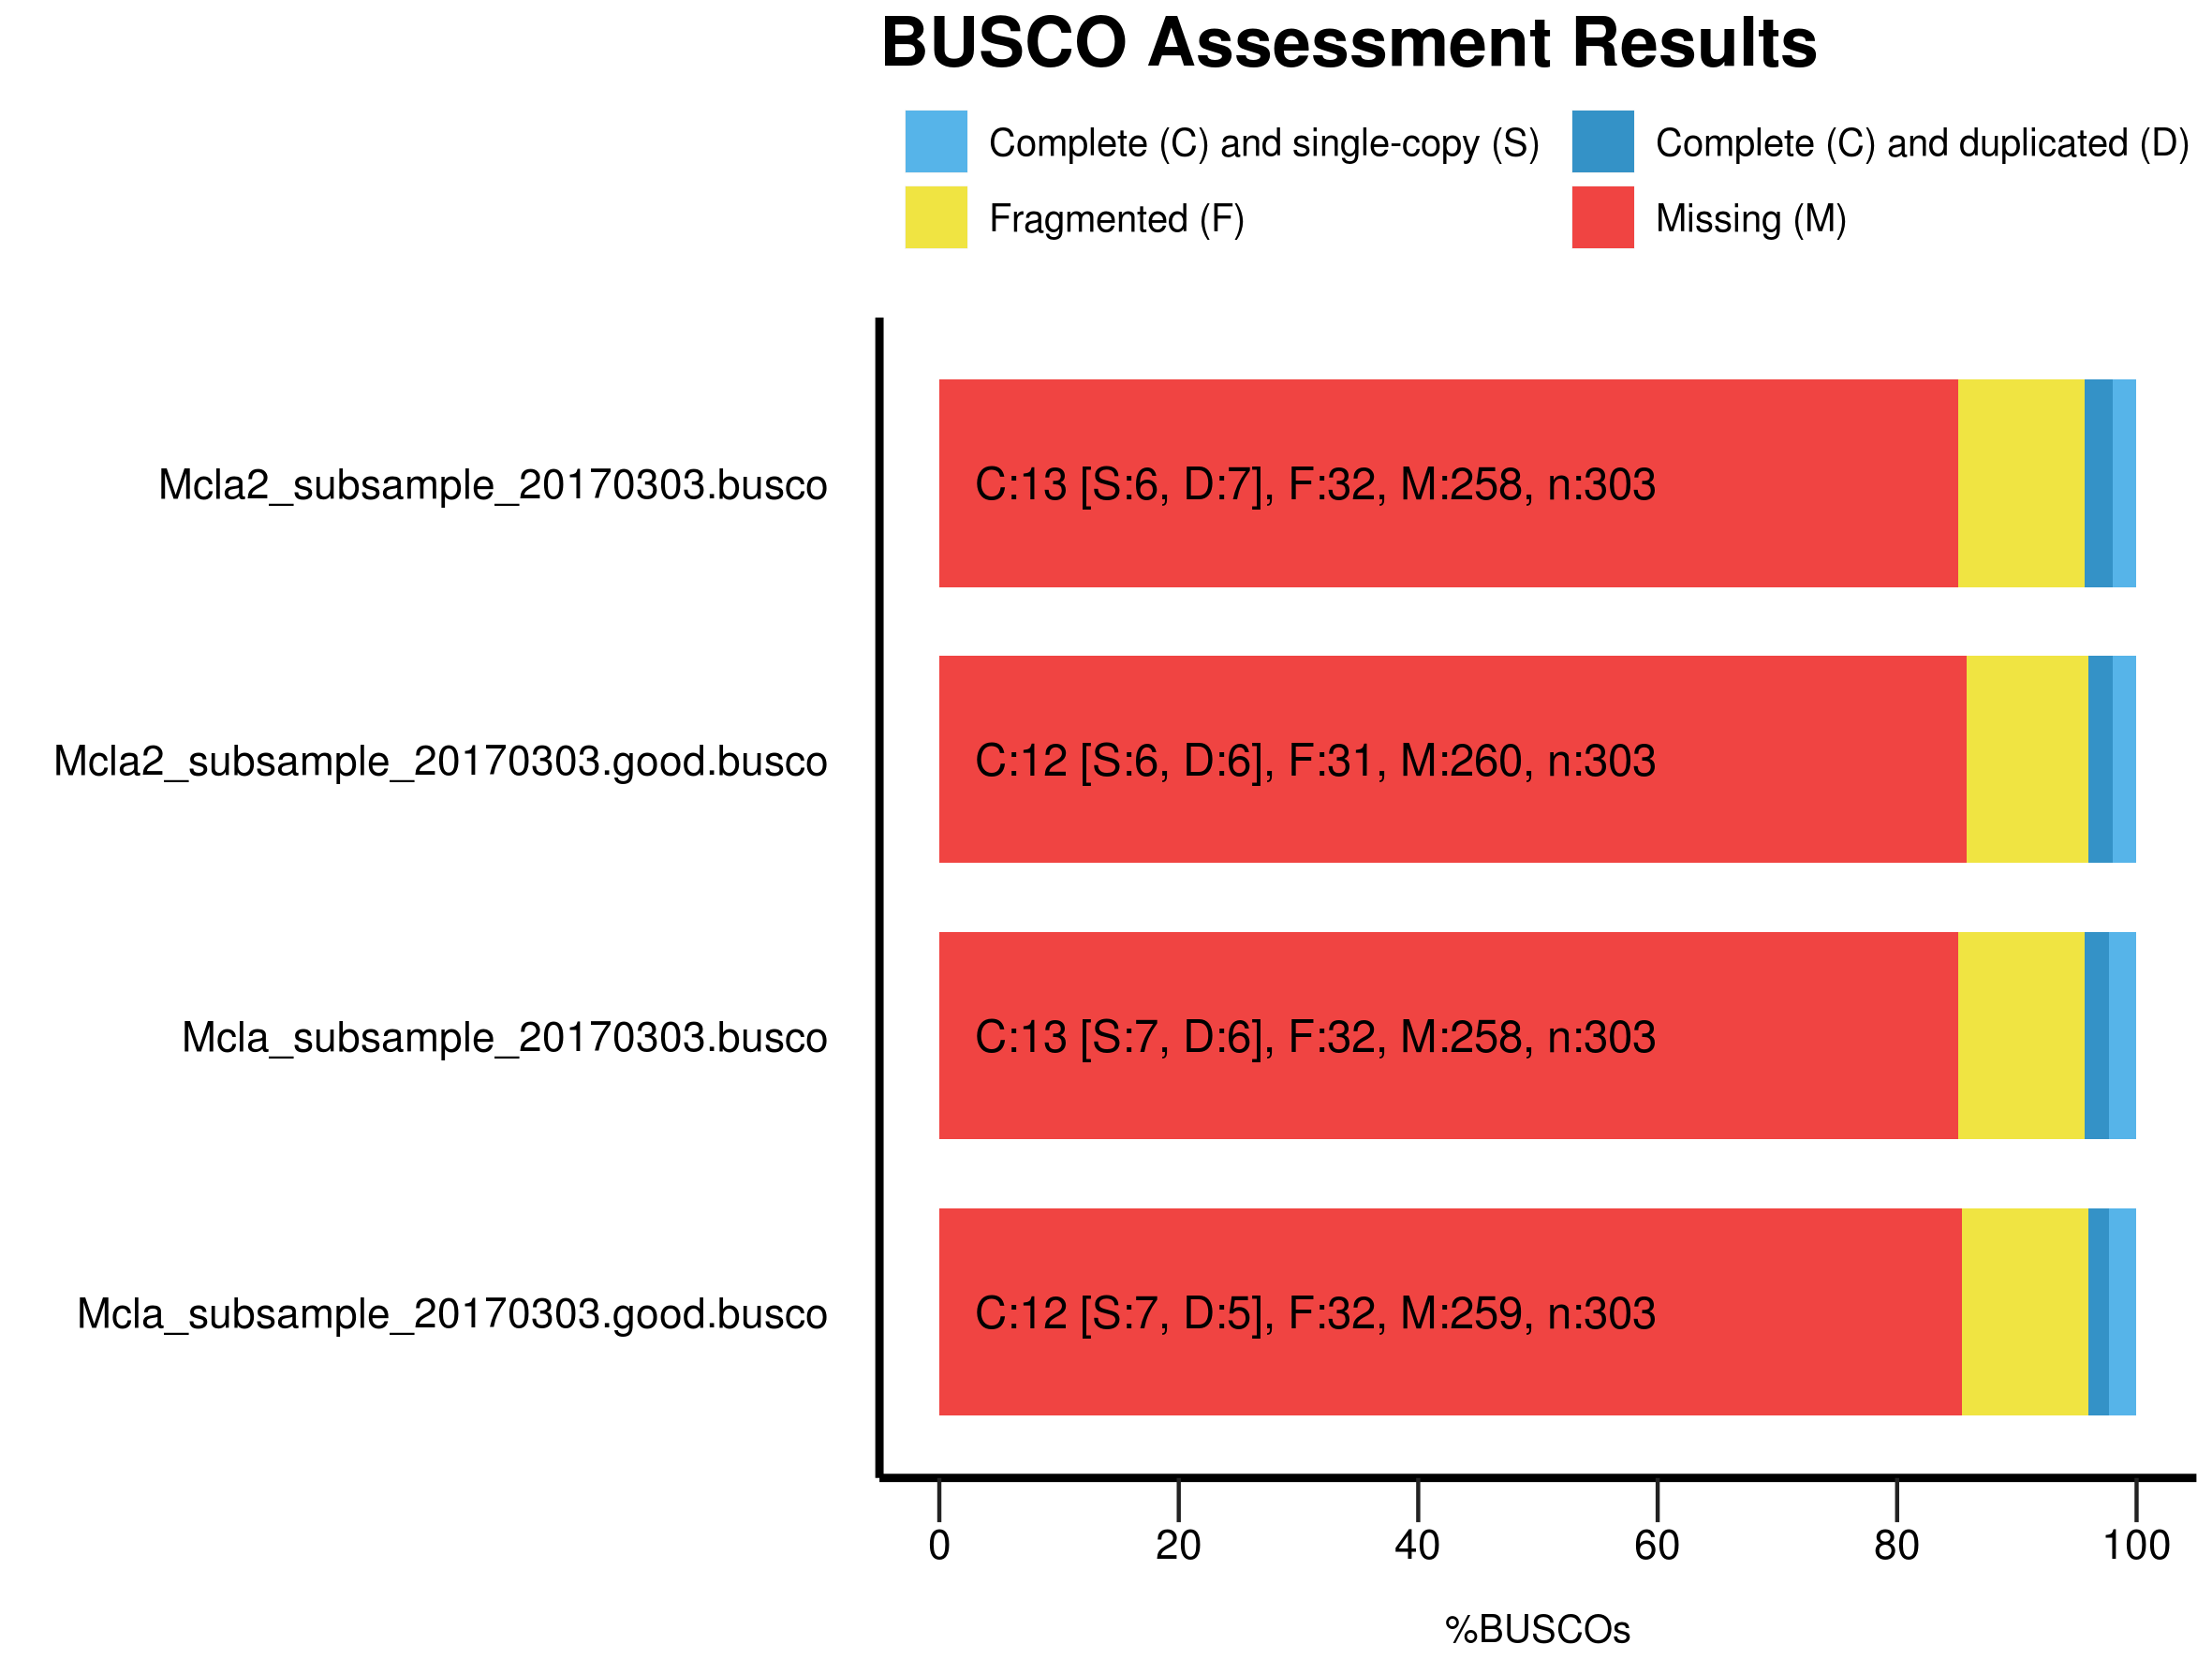 BUSCO Assessment Results
Complete (C) and single-copy (S) Complete (C) and duplicated (D)
Fragmented (F) Missing (M)
Mcla2_subsample_20170303.busco C:13 [S:6, D:7], F:32, M:258, n:303
Mcla2_subsample_20170303.good.busco C:12 [S:6, D:6], F:31, M:260, n:303
Mcla_subsample_20170303.busco C:13 [S:7, D:6], F:32, M:258, n:303
Mcla_subsample_20170303.good.busco C:12 [S:7, D:5], F:32, M:259, n:303
0 20 40 60 80 100
%BUSCOs